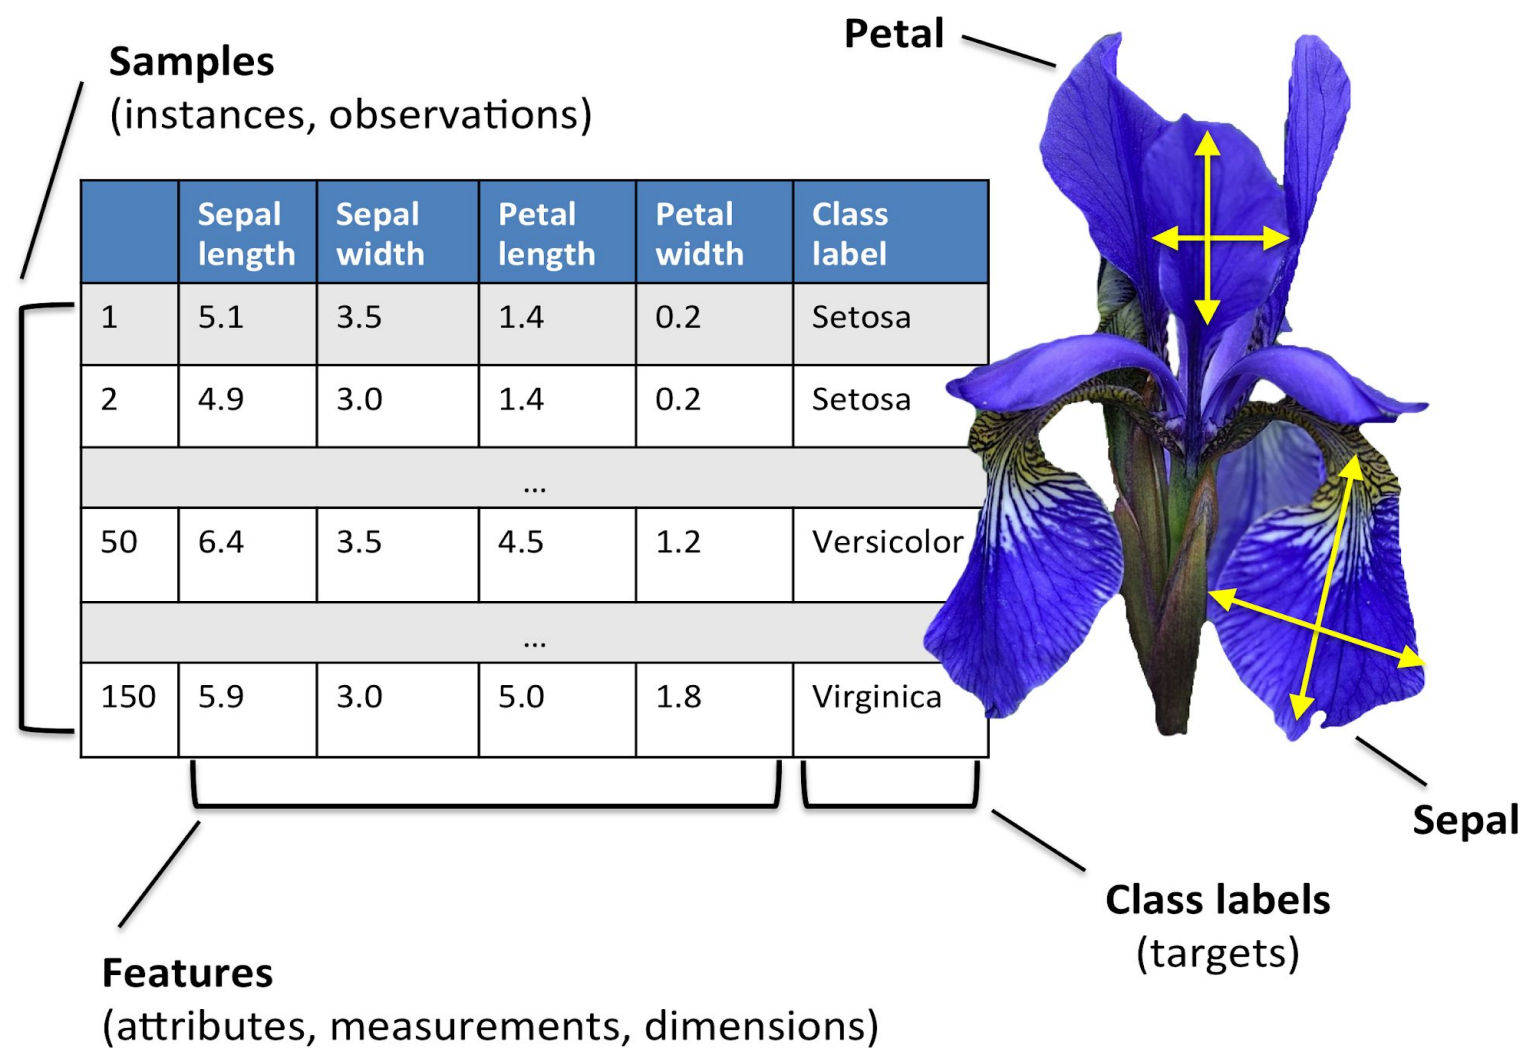 Petal
Samples
(instances, observations)
Sepal length Sepal width Petal length Petal width Class label
1 5.1 3.5 1.4 0.2 Setosa
2 4.9 3.0 1.4 0.2 Setosa
...
50 6.4 3.5 4.5 1.2 Versicolor
...
150 5.9 3.0 5.0 1.8 Virginica
Sepal
Class labels
(targets)
Features
(attributes, measurements, dimensions)